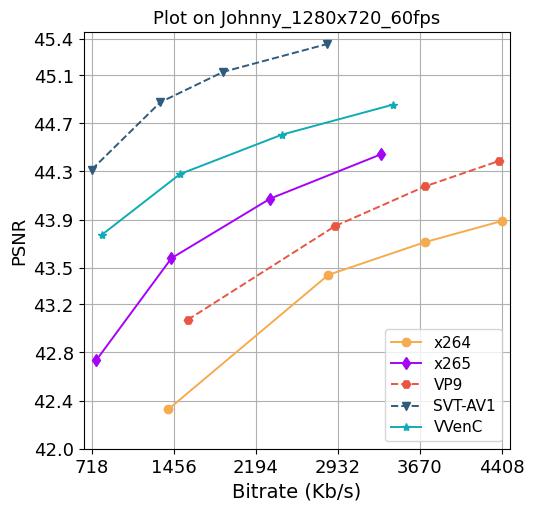 Plot on Johnny_1280x720_60fps
PSNR
45.4
45.1
44.7
44.3
43.9
43.5
43.2
42.8
42.4
42.0
x264
x265
VP9
SVT-AV1
VVenC
718 1456 2194 2932 3670 4408
Bitrate (Kb/s)